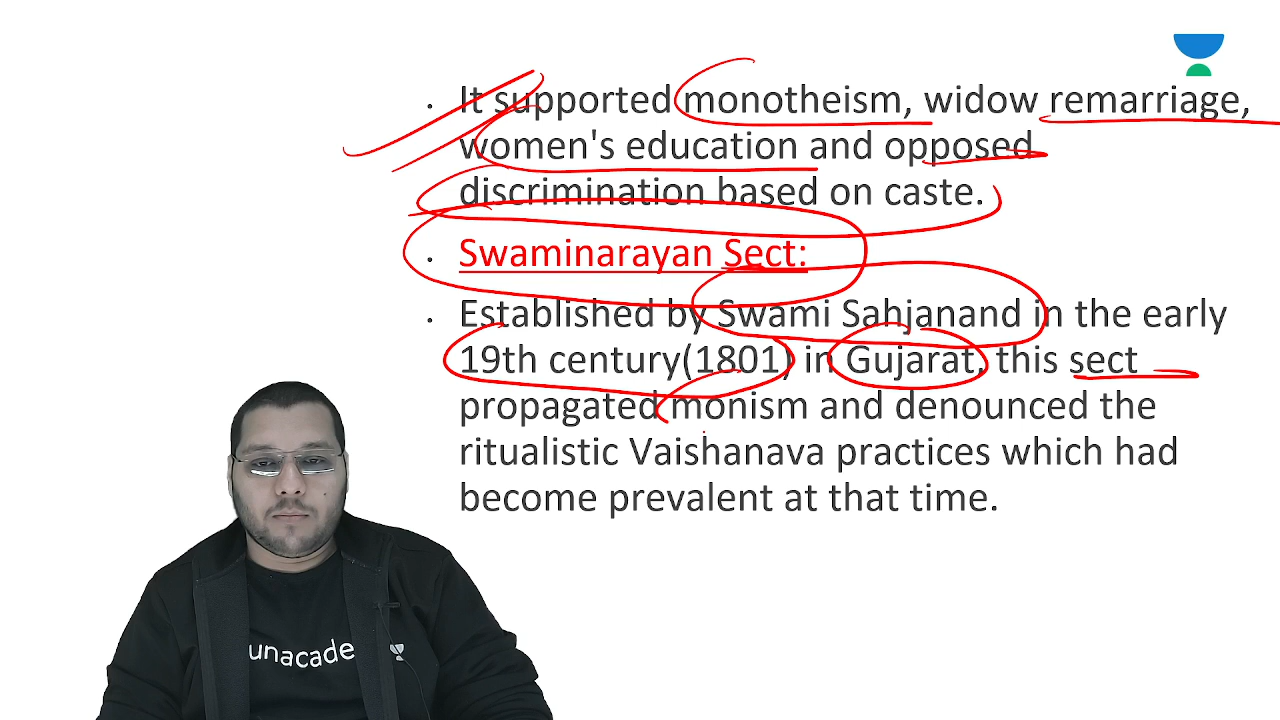 It supported monotheism, widow remarriage,
women's education and opposed
discrimination based on caste.
Swaminarayan Sect:
Established by Swami Sahjanand in the early
19th century(1801) in Gujarat, this sect
propagated monism and denounced the
ritualistic Vaishanava practices which had
become prevalent at that time.
unacade